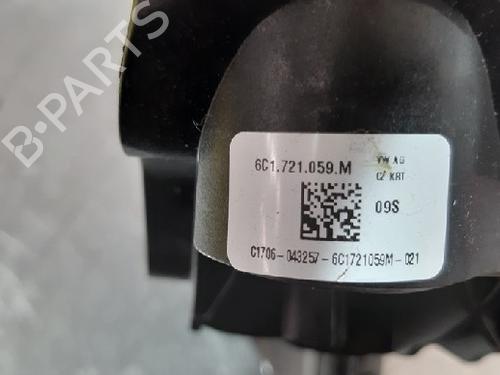 B-PARTS
6C1.721.059.M
VW AG
CZ KRT
09S
C1706-043257-6C1721059M-021